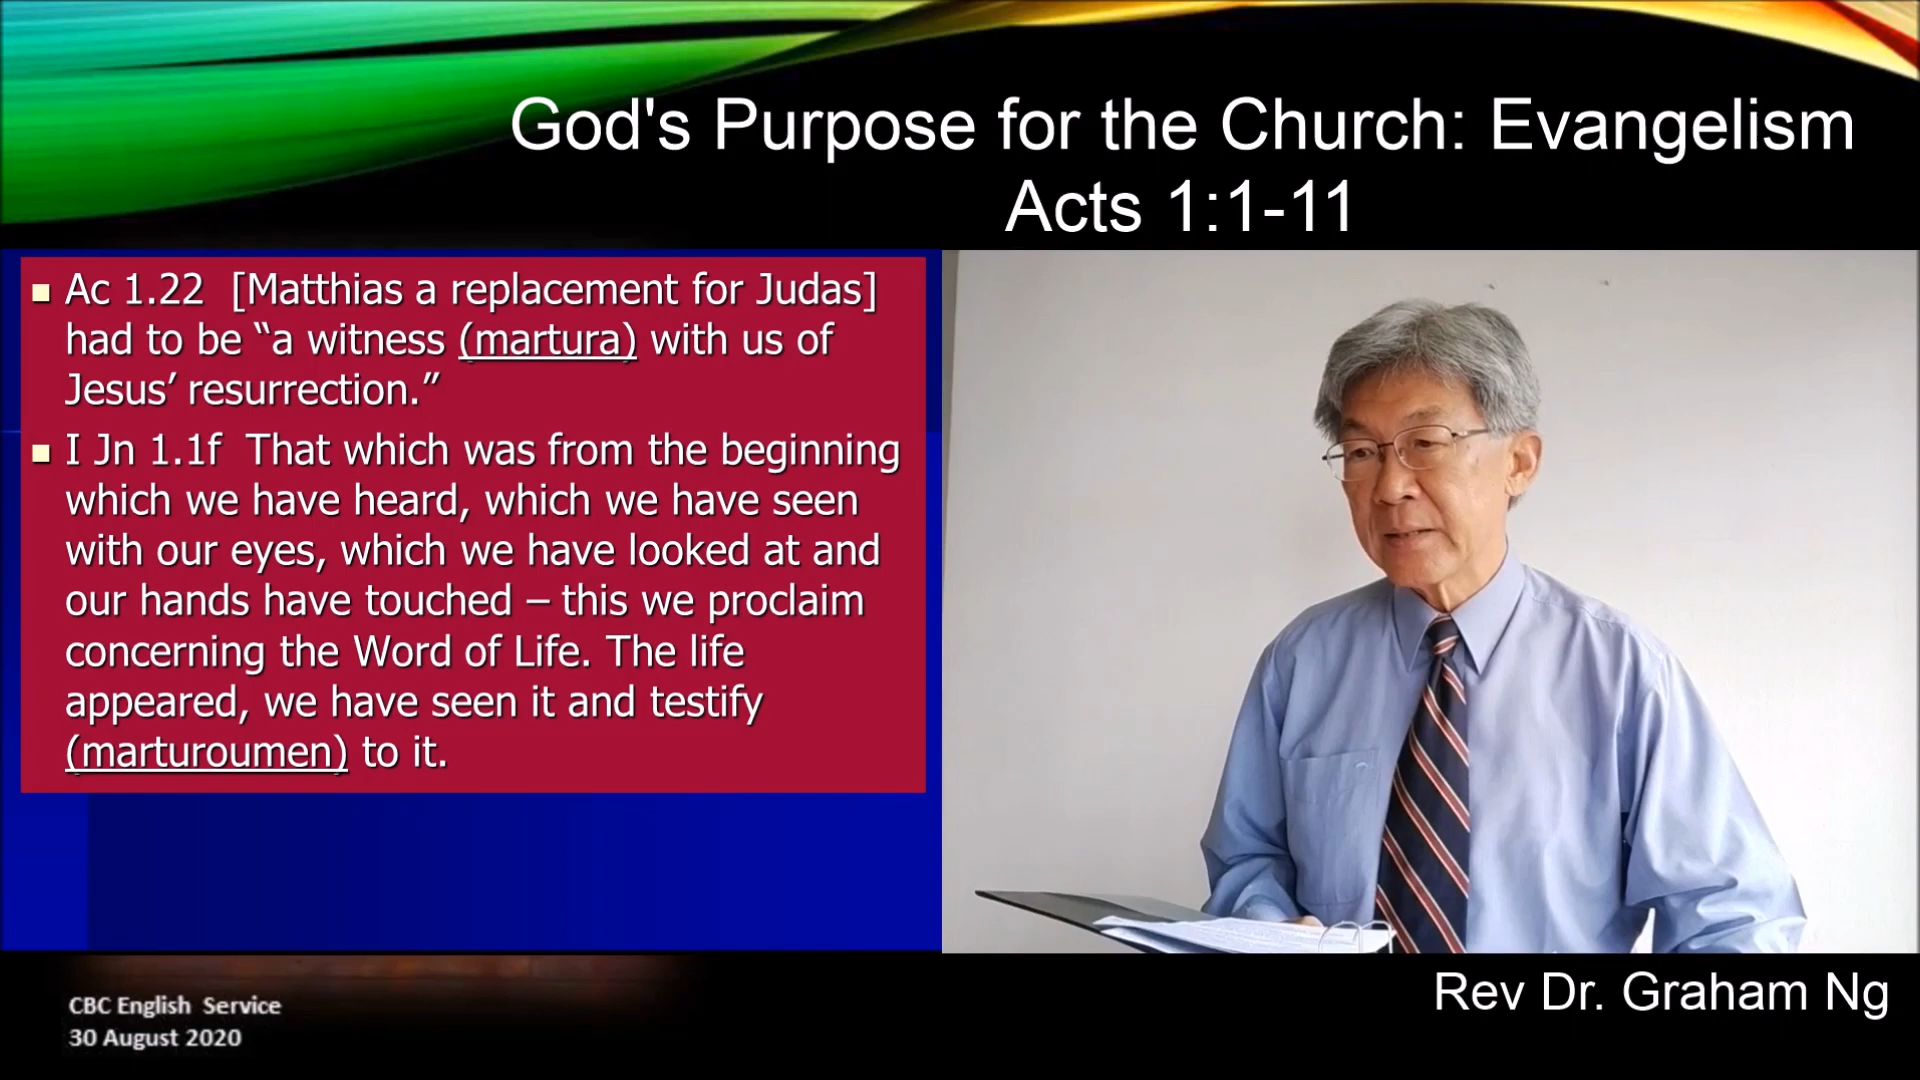 God's Purpose for the Church: Evangelism
Acts 1:1-11
Ac 1.22 [Matthias a replacement for Judas]
had to be “a witness (martura) with us of
Jesus’ resurrection.”
I Jn 1.1f That which was from the beginning
which we have heard, which we have seen
with our eyes, which we have looked at and
our hands have touched – this we proclaim
concerning the Word of Life. The life
appeared, we have seen it and testify
(marturoumen) to it.
Rev Dr. Graham Ng
CBC English Service
30 August 2020